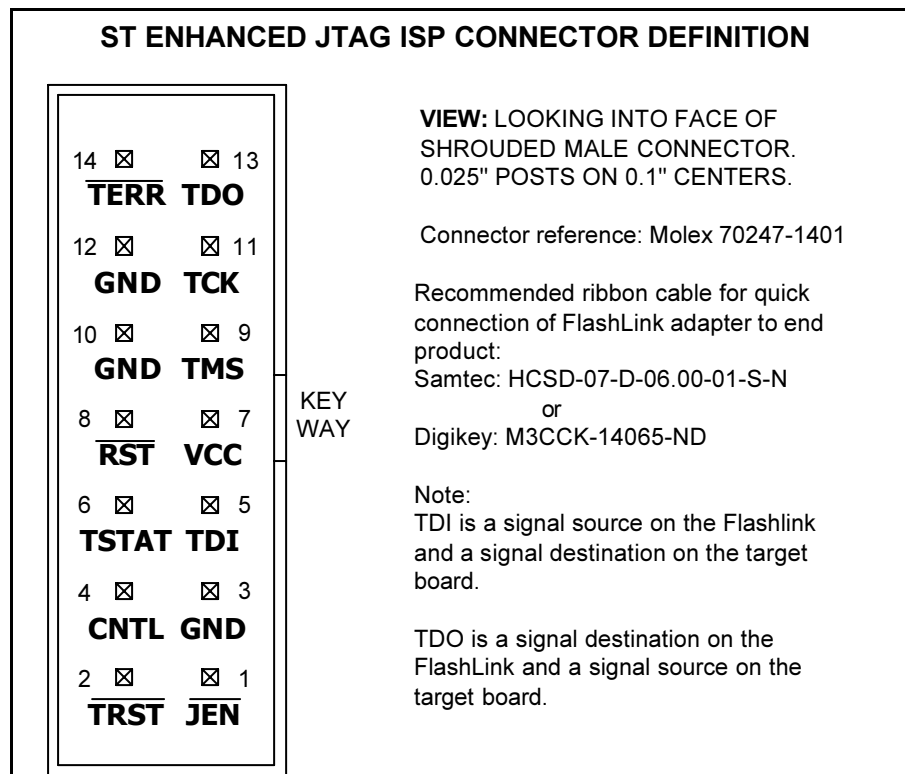 ST ENHANCED JTAG ISP CONNECTOR DEFINITION
14 13
TERR TDO
12 11
GND TCK
10 9
GND TMS
8 7
RST VCC
6 5
TSTAT TDI
4 3
CNTL GND
2 1
TRST JEN
KEY
WAY
VIEW: LOOKING INTO FACE OF
SHROUDED MALE CONNECTOR.
0.025" POSTS ON 0.1" CENTERS.
Connector reference: Molex 70247-1401
Recommended ribbon cable for quick
connection of FlashLink adapter to end
product:
Samtec: HCSD-07-D-06.00-01-S-N
or
Digikey: M3CCK-14065-ND
Note:
TDI is a signal source on the Flashlink
and a signal destination on the target
board.
TDO is a signal destination on the
FlashLink and a signal source on the
target board.